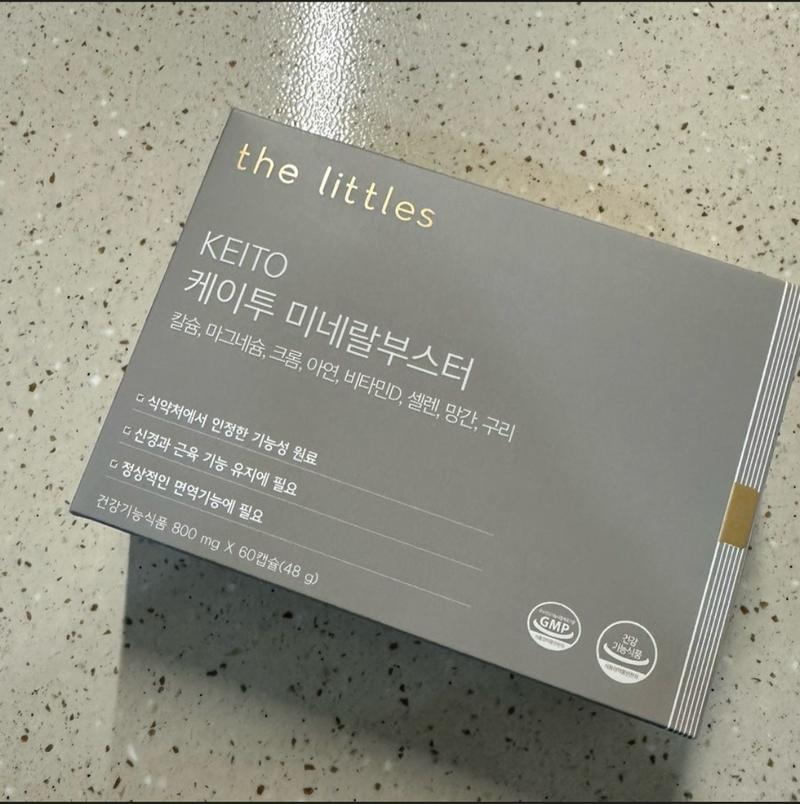 the littles
KEITO
케이투 미네랄부스터
칼슘, 마그네슘, 크롬, 아연, 비타민D, 셀렌, 망간, 구리
식약처에서 인정한 기능성 원료
신경과 근육 기능 유지에 필요
정상적인 면역기능에 필요
건강기능식품 800 mg X 60캡슐(48 g)
GMP
건강
기능식품